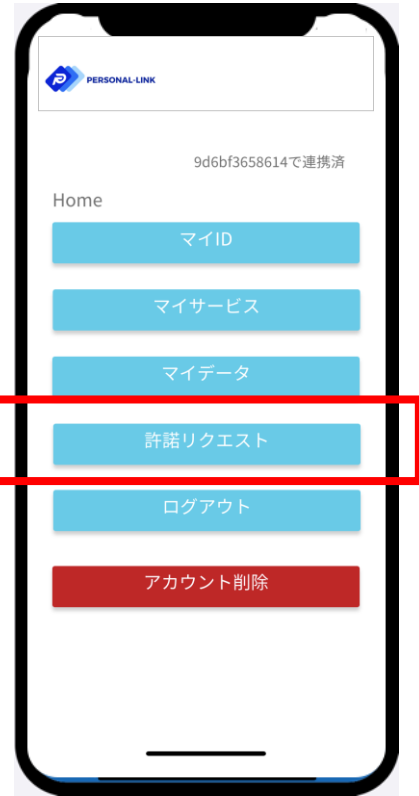 PERSONAL-LINK
9d6bf3658614で連携済
Home
マイID
マイサービス
マイデータ
許諾リクエスト
ログアウト
アカウント削除